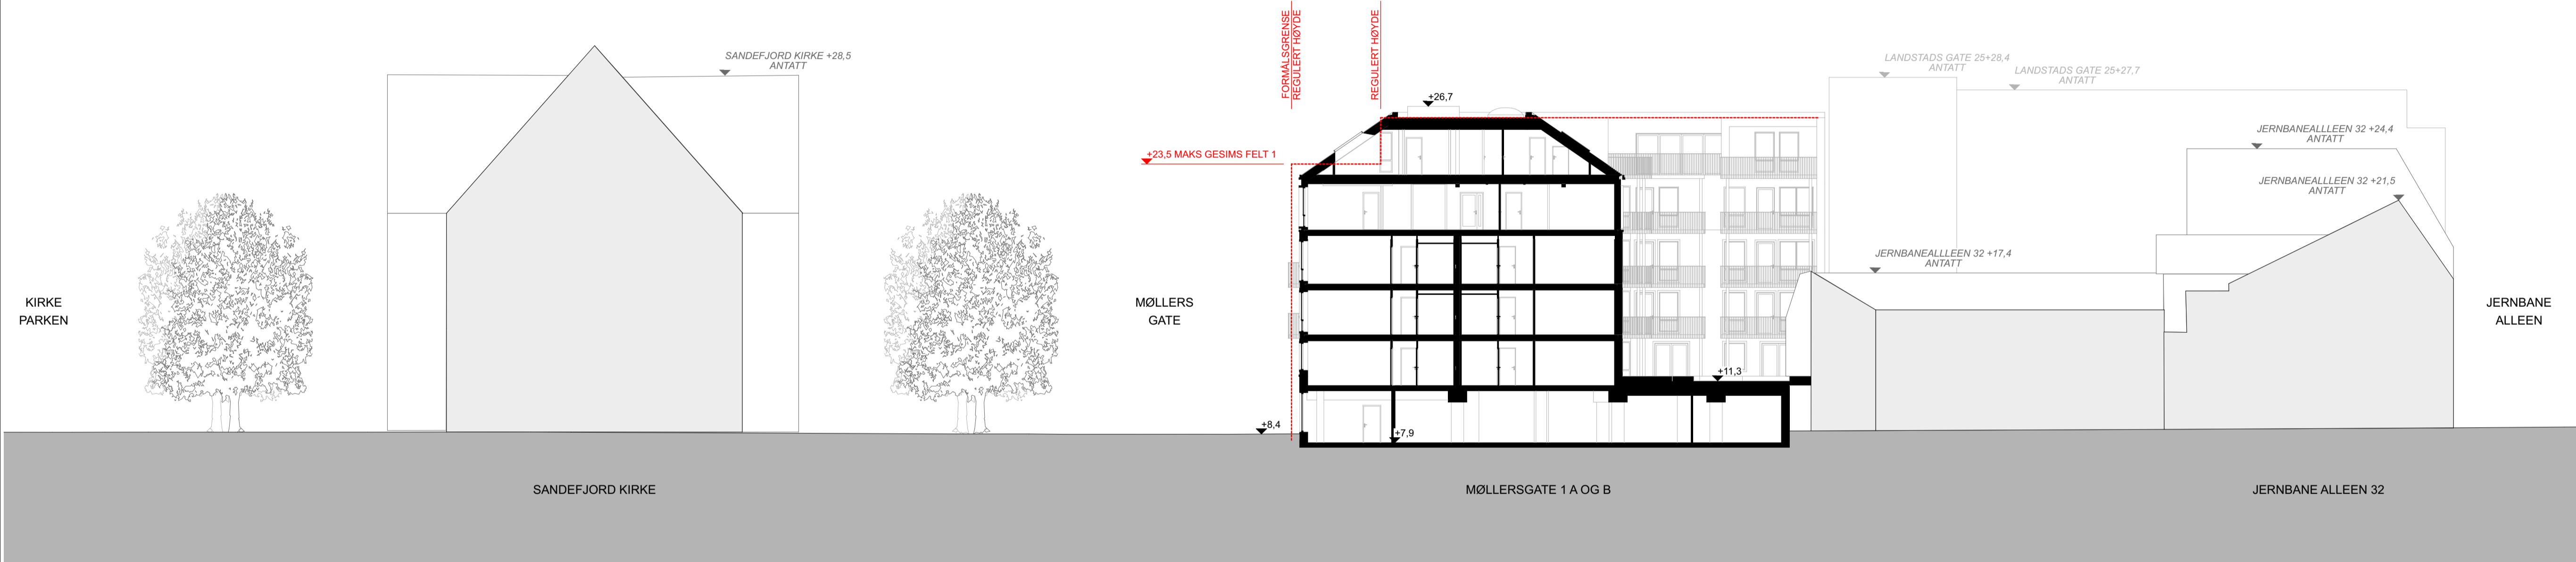 FORMÅLSGRENSE
REGULERT HØYDE
REGULERT HØYDE
SANDEFJORD KIRKE +28,5
ANTATT
LANDSTADS GATE 25+28,4
ANTATT
LANDSTADS GATE 25+27,7
ANTATT
+26,7
JERNBANEALLLEEN 32 +24,4
ANTATT
+23,5 MAKS GESIMS FELT 1
JERNBANEALLLEEN 32 +21,5
ANTATT
JERNBANEALLLEEN 32 +17,4
ANTATT
KIRKE
PARKEN
MØLLERS
GATE
JERNBANE
ALLEEN
+11,3
+8,4
+7,9
SANDEFJORD KIRKE
MØLLERSGATE 1 A OG B
JERNBANE ALLEEN 32